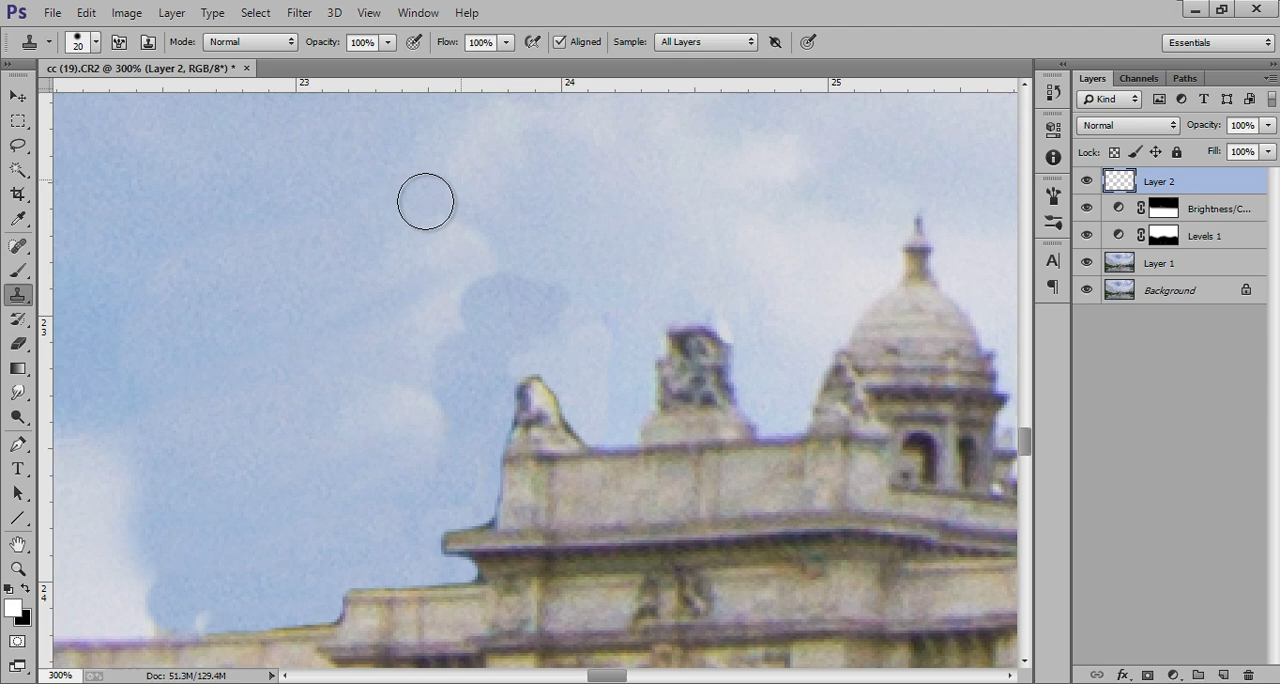 Ps File Edit Image Layer Type Select Filter 3D View Window Help
20 Mode: Normal Opacity: 100% Flow: 100% Aligned Sample: All Layers Essentials
cc (19).CR2 @ 300% (Layer 2, RGB/8*) * ×
23 24 25
23
24
Layers Channels Paths
Kind T
Normal Opacity: 100%
Lock: Fill: 100%
Layer 2
Brightness/C...
Levels 1
Layer 1
Background
A
T
300% Doc: 51.3M/129.4M
fx